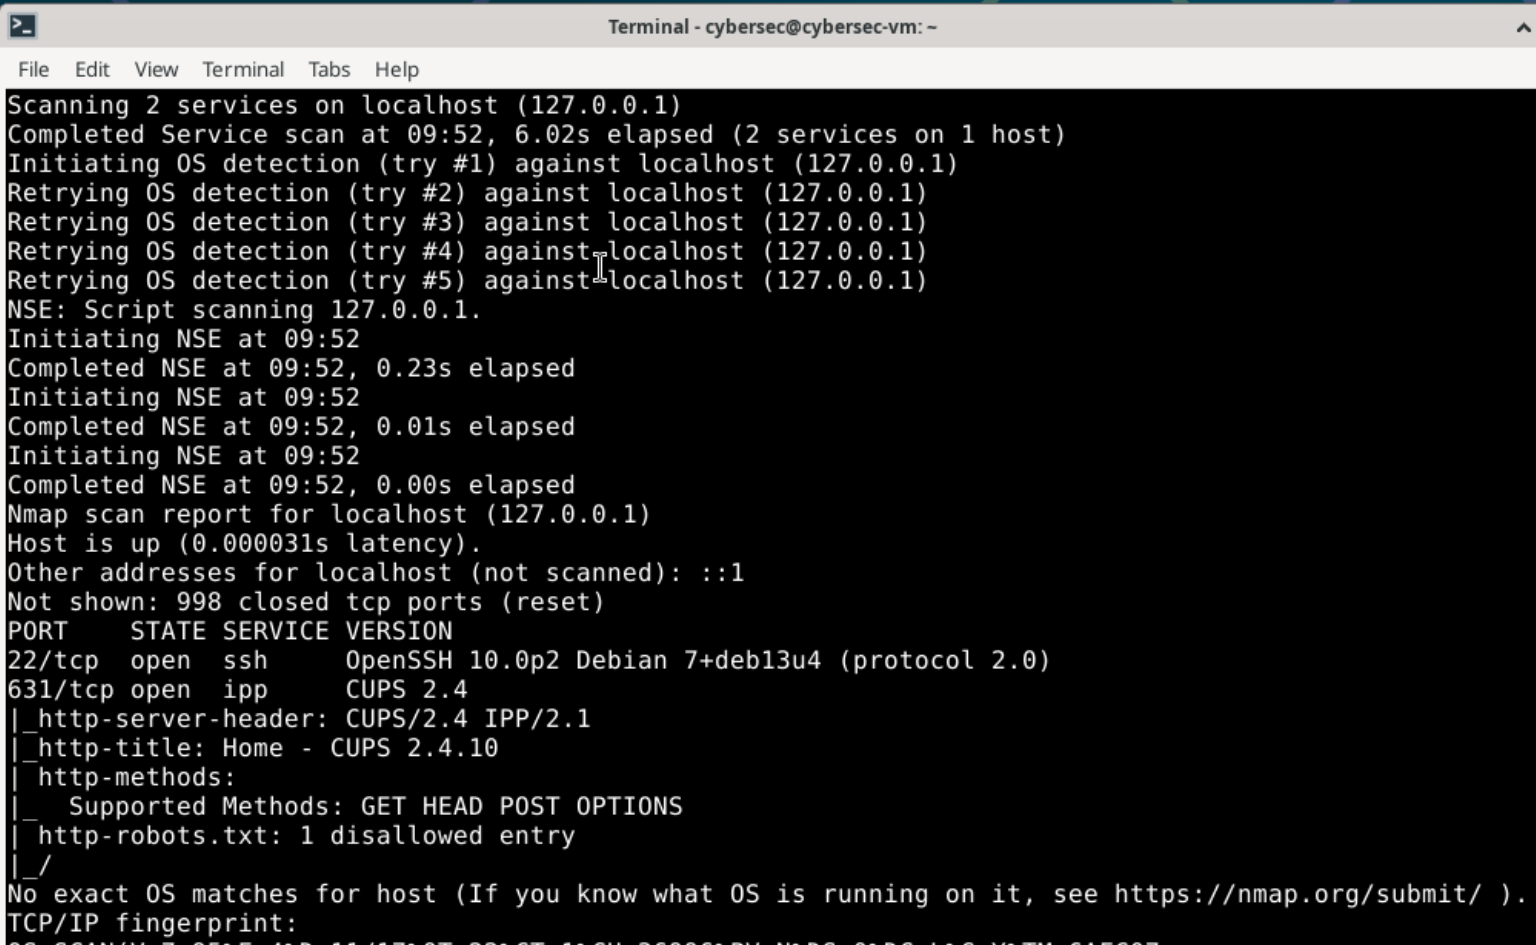 Terminal - cybersec@cybersec-vm: ~
File Edit View Terminal Tabs Help
Scanning 2 services on localhost (127.0.0.1)
Completed Service scan at 09:52, 6.02s elapsed (2 services on 1 host)
Initiating OS detection (try #1) against localhost (127.0.0.1)
Retrying OS detection (try #2) against localhost (127.0.0.1)
Retrying OS detection (try #3) against localhost (127.0.0.1)
Retrying OS detection (try #4) against localhost (127.0.0.1)
Retrying OS detection (try #5) against localhost (127.0.0.1)
NSE: Script scanning 127.0.0.1.
Initiating NSE at 09:52
Completed NSE at 09:52, 0.23s elapsed
Initiating NSE at 09:52
Completed NSE at 09:52, 0.01s elapsed
Initiating NSE at 09:52
Completed NSE at 09:52, 0.00s elapsed
Nmap scan report for localhost (127.0.0.1)
Host is up (0.000031s latency).
Other addresses for localhost (not scanned): ::1
Not shown: 998 closed tcp ports (reset)
PORT    STATE SERVICE VERSION
22/tcp  open  ssh     OpenSSH 10.0p2 Debian 7+deb13u4 (protocol 2.0)
631/tcp open  ipp     CUPS 2.4
|_http-server-header: CUPS/2.4 IPP/2.1
|_http-title: Home - CUPS 2.4.10
| http-methods:
|_  Supported Methods: GET HEAD POST OPTIONS
| http-robots.txt: 1 disallowed entry
|_/
No exact OS matches for host (If you know what OS is running on it, see https://nmap.org/submit/ ).
TCP/IP fingerprint: